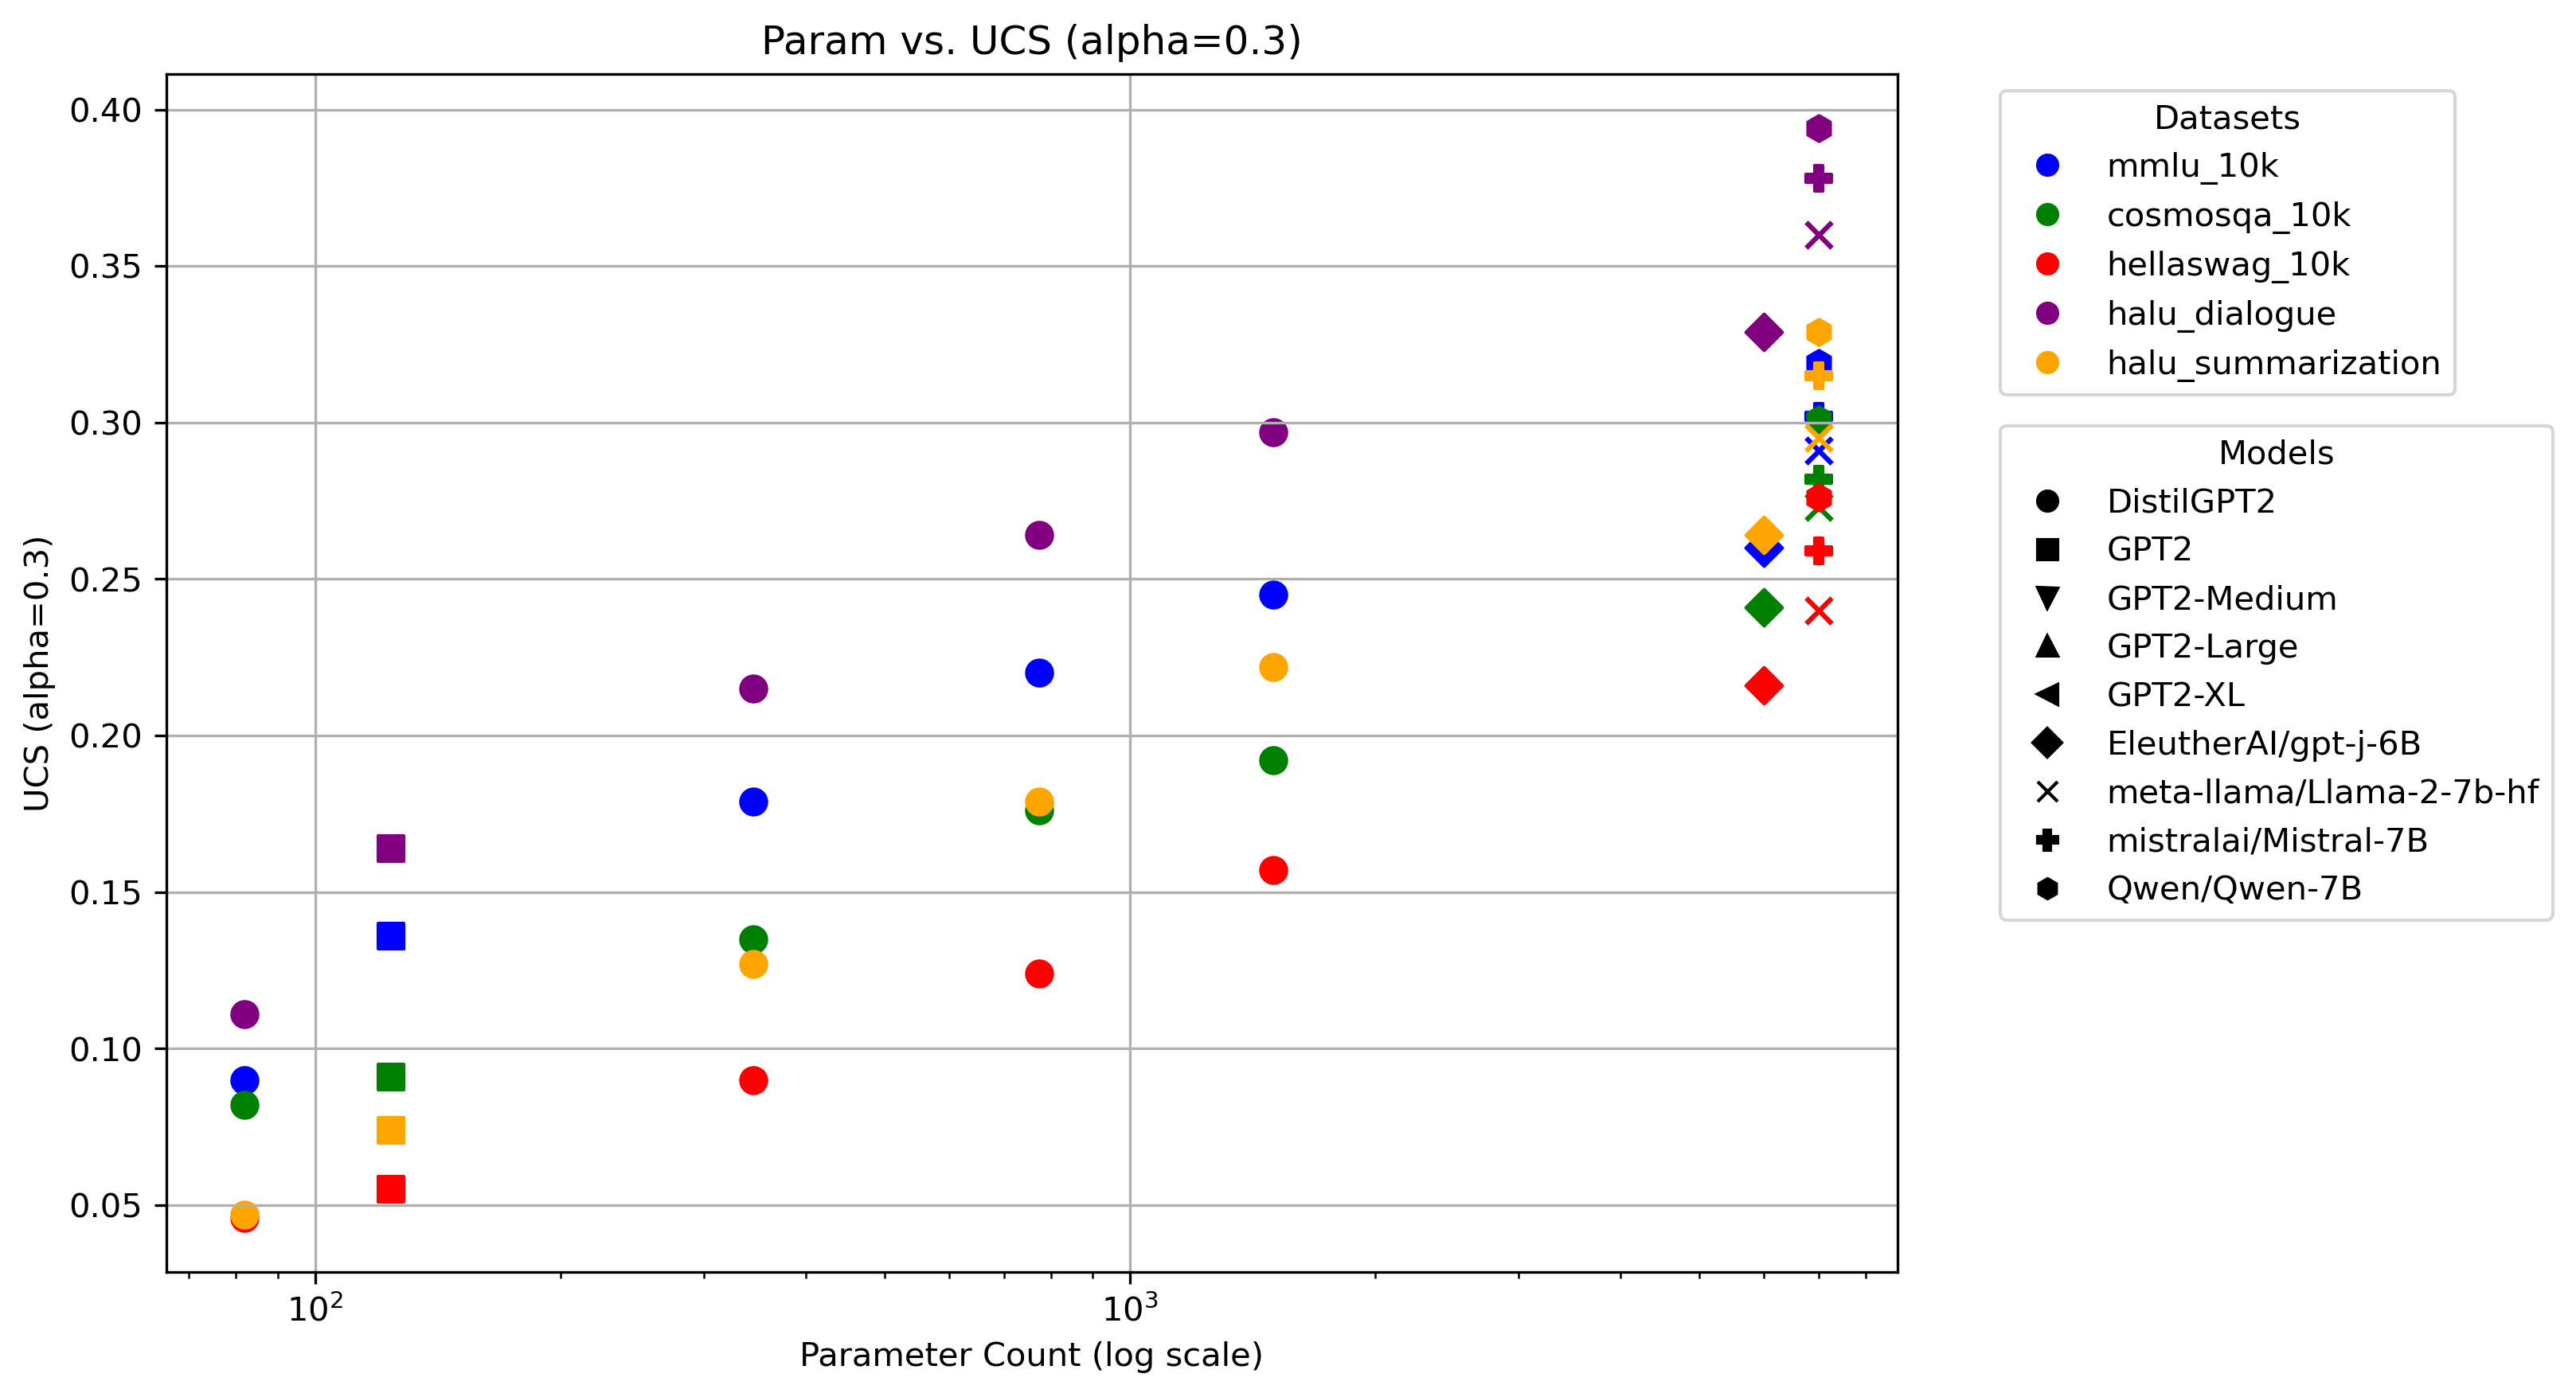 Param vs. UCS (alpha=0.3)
UCS (alpha=0.3)
0.40
0.35
0.30
0.25
0.20
0.15
0.10
0.05
10²
10³
Parameter Count (log scale)
Datasets
mmlu_10k
cosmosqa_10k
hellaswag_10k
halu_dialogue
halu_summarization
Models
DistilGPT2
GPT2
GPT2-Medium
GPT2-Large
GPT2-XL
EleutherAI/gpt-j-6B
meta-llama/Llama-2-7b-hf
mistralai/Mistral-7B
Qwen/Qwen-7B